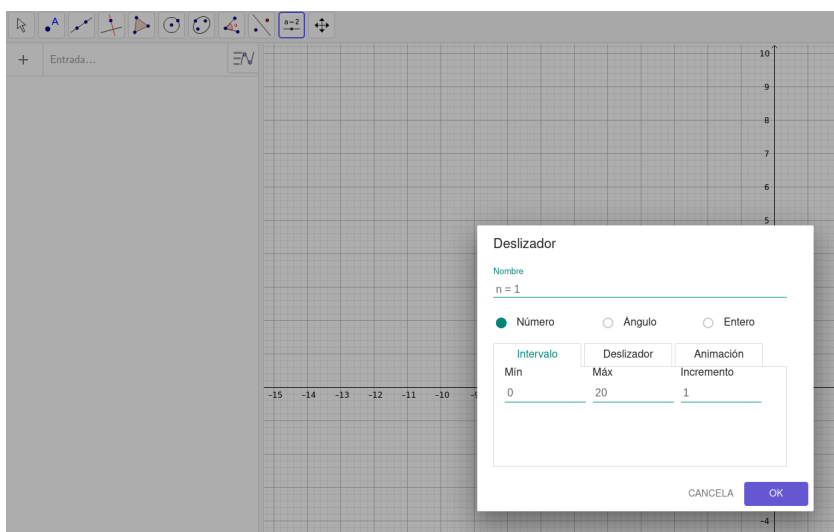 A
α
a=2
+ Entrada...
10
9
8
7
6
5
Deslizador
Nombre
n = 1
Número Ángulo Entero
Intervalo Deslizador Animación
Mín Máx Incremento
0 20 1
-15 -14 -13 -12 -11 -10
CANCELA OK
-4